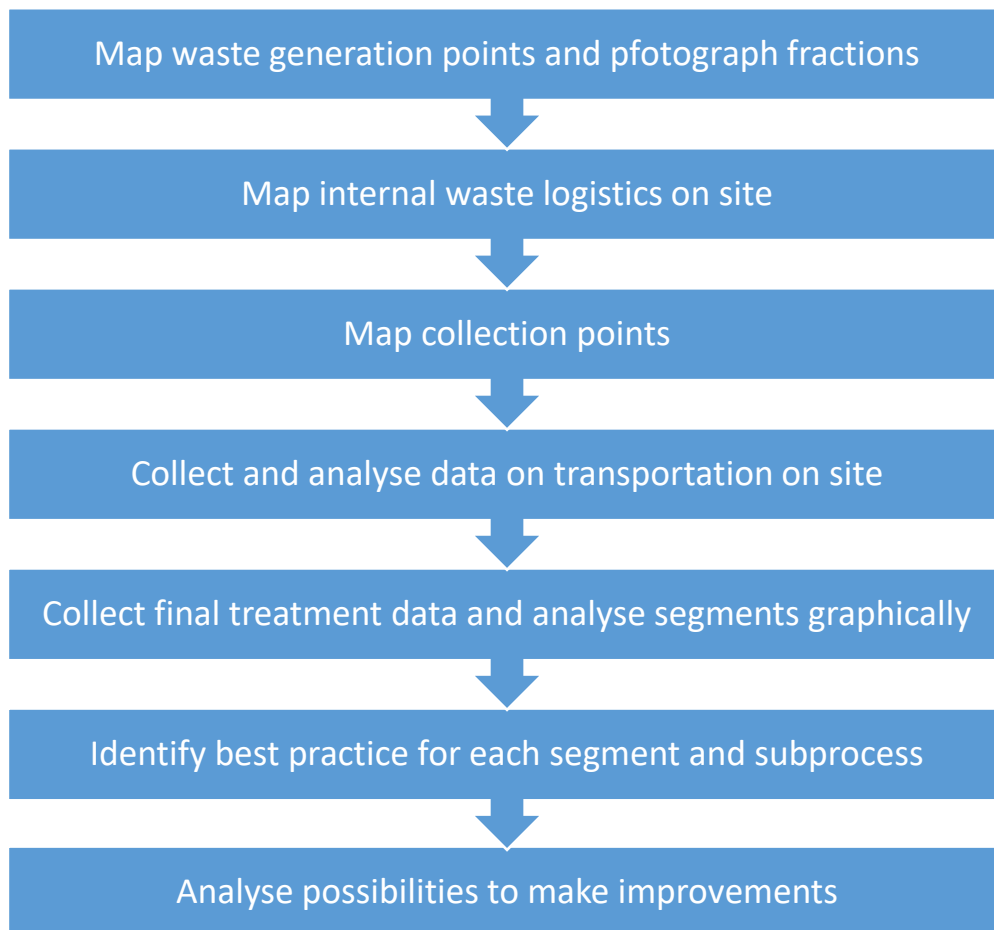 Map waste generation points and pfotograph fractions
Map internal waste logistics on site
Map collection points
Collect and analyse data on transportation on site
Collect final treatment data and analyse segments graphically
Identify best practice for each segment and subprocess
Analyse possibilities to make improvements